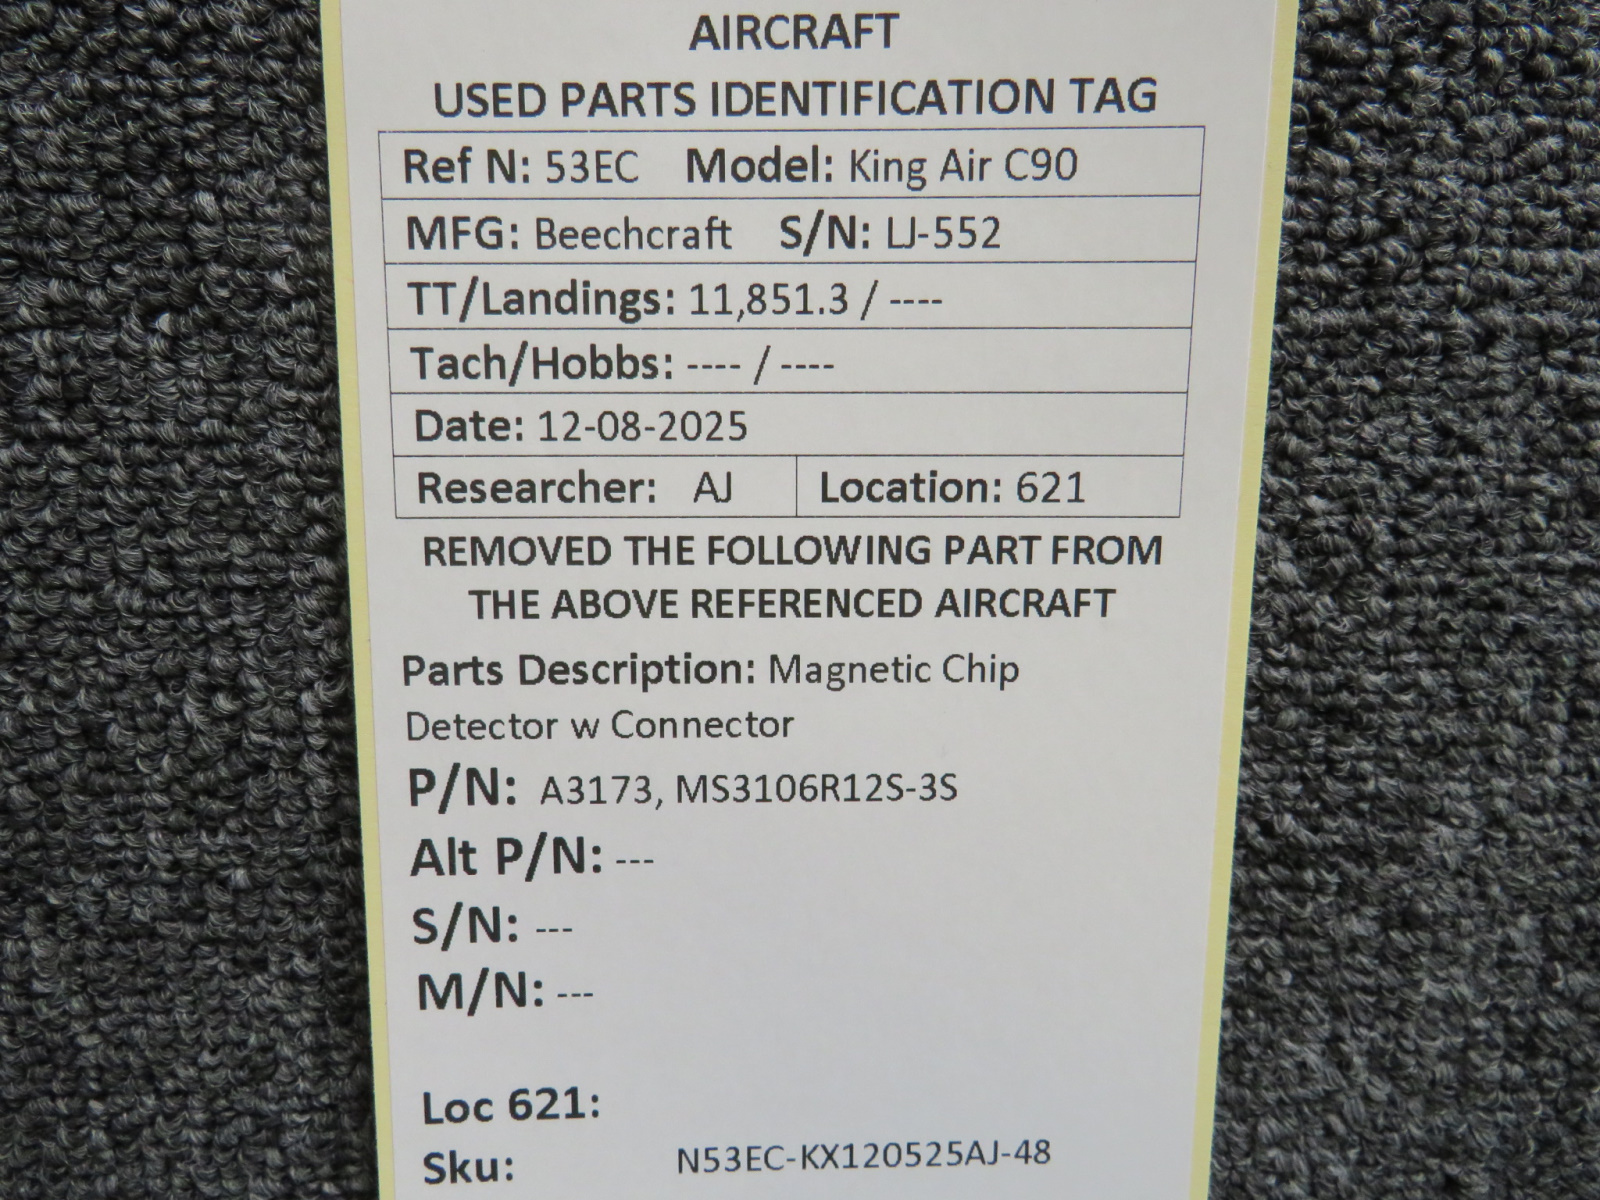 AIRCRAFT
USED PARTS IDENTIFICATION TAG
Ref N: 53EC Model: King Air C90
MFG: Beechcraft S/N: LJ-552
TT/Landings: 11,851.3 / ----
Tach/Hobbs: ---- / ----
Date: 12-08-2025
Researcher: AJ Location: 621
REMOVED THE FOLLOWING PART FROM
THE ABOVE REFERENCED AIRCRAFT
Parts Description: Magnetic Chip
Detector w Connector
P/N: A3173, MS3106R12S-3S
Alt P/N: ---
S/N: ---
M/N: ---
Loc 621:
Sku: N53EC-KX120525AJ-48